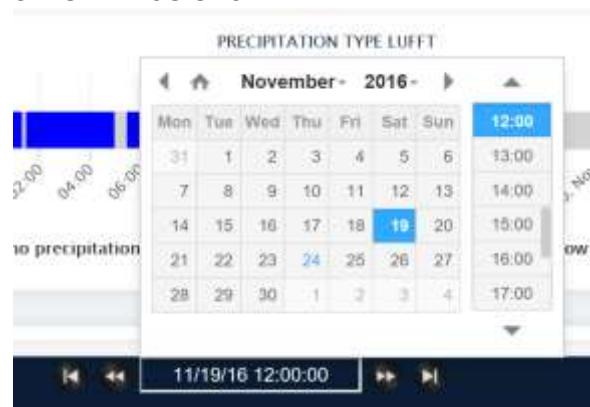 PRECIPITATION TYPE LUFFT
November 2016
Mon Tue Wed Thu Fri Sat Sun
31 1 2 3 4 5 6
7 8 9 10 11 12 13
14 15 16 17 18 19 20
21 22 23 24 25 26 27
28 29 30 1 2 3 4
12:00
13:00
14:00
15:00
16:00
17:00
02:00 04:00 06:00
no precipitation
11/19/16 12:00:00